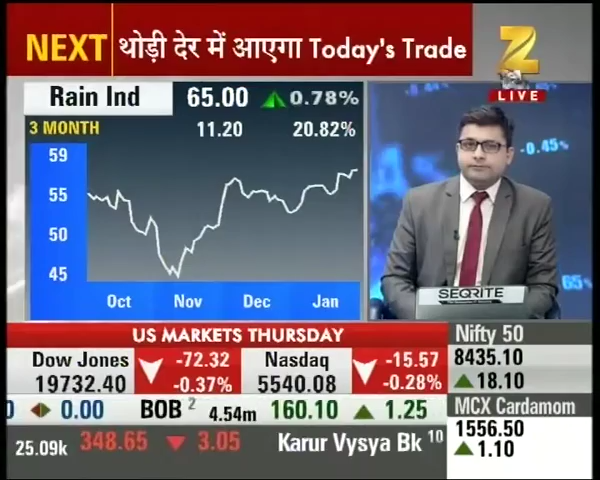 NEXT थोड़ी देर में आएगा Today's Trade
Z
LIVE
Rain Ind 65.00 0.78%
3 MONTH 11.20 20.82%
59
55
50
45
Oct Nov Dec Jan
-0.45%
65%
SEQRITE
US MARKETS THURSDAY
Dow Jones -72.32 Nasdaq -15.57
19732.40 -0.37% 5540.08 -0.28%
Nifty 50
8435.10
18.10
0 0.00 BOB 2 4.54m 160.10 1.25
MCX Cardamom
1556.50
1.10
25.09k 348.65 3.05 Karur Vysya Bk 10